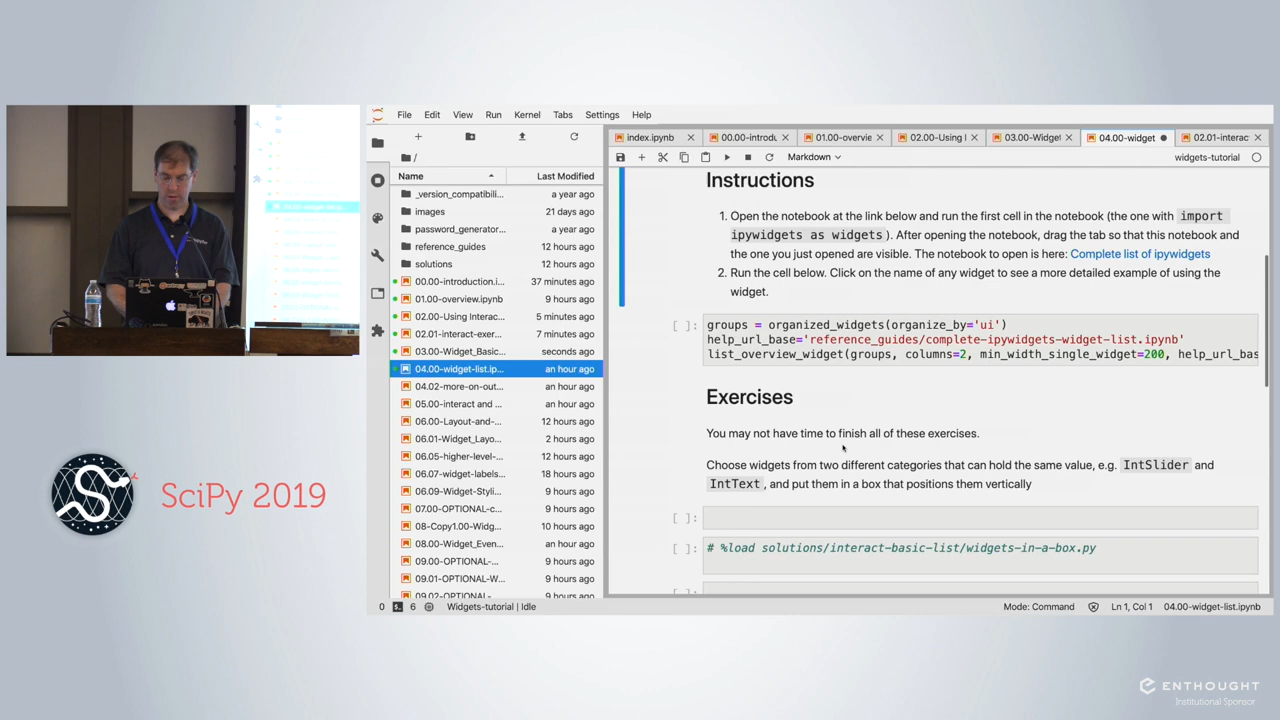 File Edit View Run Kernel Tabs Settings Help
index.ipynb
00.00-introdu
01.00-overvie
02.00-Using I
03.00-Widget
04.00-widget
02.01-interac
Markdown
widgets-tutorial
/
Name Last Modified
_version_compatibili... a year ago
images 21 days ago
password_generator... a year ago
reference_guides 12 hours ago
solutions 12 hours ago
00.00-introduction.i... 37 minutes ago
01.00-overview.ipynb 9 hours ago
02.00-Using Interac... 5 minutes ago
02.01-interact-exer... 7 minutes ago
03.00-Widget_Basic... seconds ago
04.00-widget-list.ip... an hour ago
04.02-more-on-out... an hour ago
05.00-interact and ... an hour ago
06.00-Layout-and-... 12 hours ago
06.01-Widget_Layo... 2 hours ago
06.05-higher-level-... 12 hours ago
06.07-widget-labels... 18 hours ago
06.09-Widget-Styli... 12 hours ago
07.00-OPTIONAL-c... 9 hours ago
08-Copy1.00-Widg... 10 hours ago
08.00-Widget_Even... an hour ago
09.00-OPTIONAL-... 9 hours ago
09.01-OPTIONAL-W... 9 hours ago
09.02-OPTIONAL-... 9 hours ago
Instructions
1. Open the notebook at the link below and run the first cell in the notebook (the one with import
ipywidgets as widgets ). After opening the notebook, drag the tab so that this notebook and
the one you just opened are visible. The notebook to open is here: Complete list of ipywidgets
2. Run the cell below. Click on the name of any widget to see a more detailed example of using the
widget.
[ ]: groups = organized_widgets(organize_by='ui')
help_url_base='reference_guides/complete-ipywidgets-widget-list.ipynb'
list_overview_widget(groups, columns=2, min_width_single_widget=200, help_url_bas
Exercises
You may not have time to finish all of these exercises.
Choose widgets from two different categories that can hold the same value, e.g. IntSlider and
IntText , and put them in a box that positions them vertically
[ ]:
[ ]: # %load solutions/interact-basic-list/widgets-in-a-box.py
0 6 Widgets-tutorial | Idle
Mode: Command Ln 1, Col 1 04.00-widget-list.ipynb
SciPy 2019
ENTHOUGHT
Institutional Sponsor